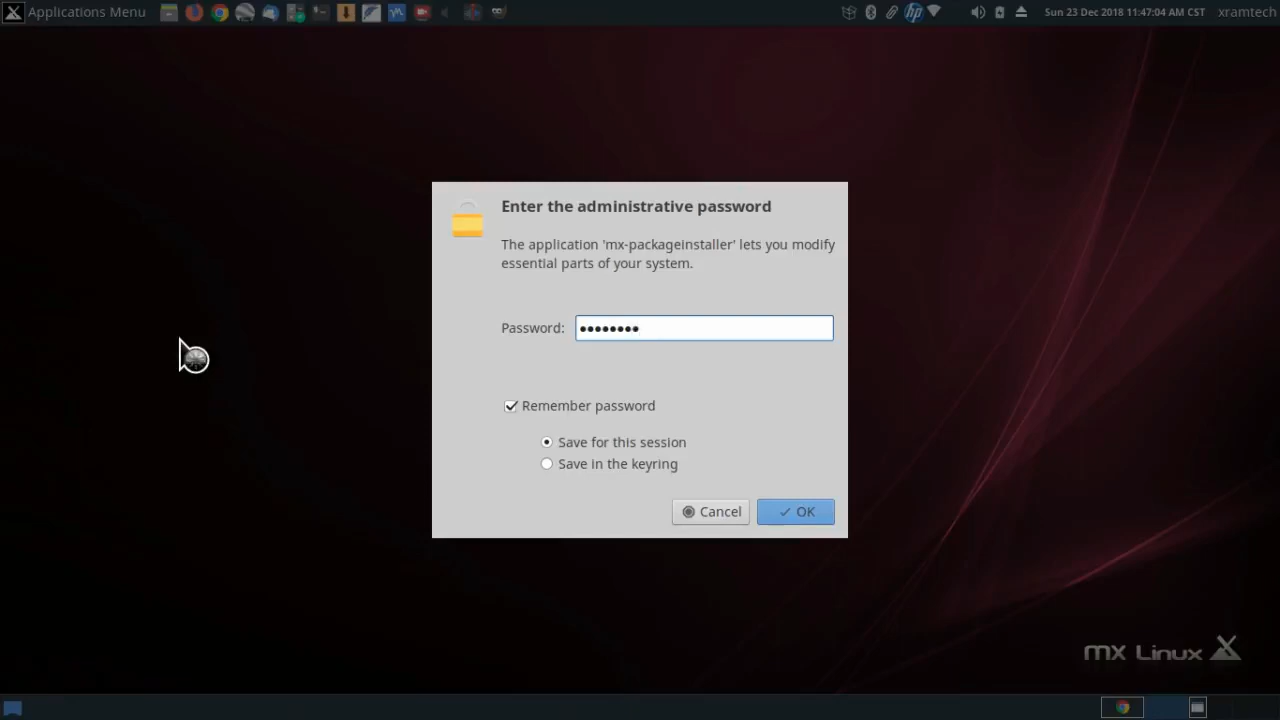 Applications Menu
Sun 23 Dec 2018 11:47:04 AM CST
xramtech
Enter the administrative password
The application 'mx-packageinstaller' lets you modify
essential parts of your system.
Password: ●●●●●●●●
Remember password
Save for this session
Save in the keyring
Cancel
OK
mx Linux